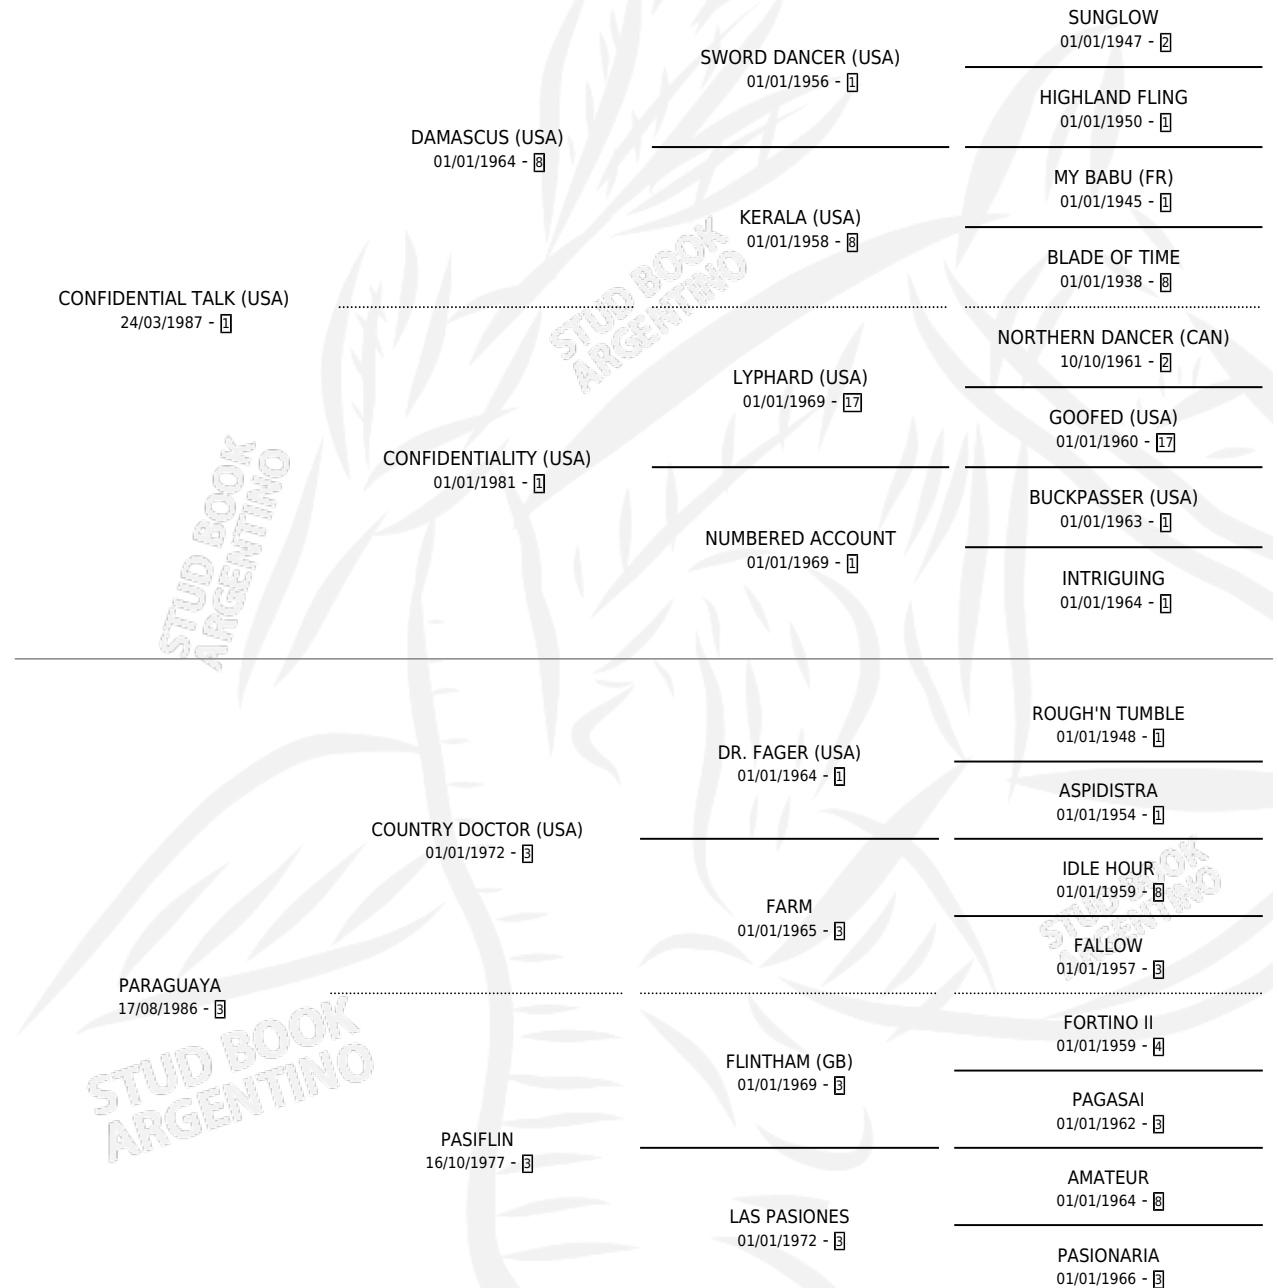 SUNGLOW
01/01/1947 - 2
SWORD DANCER (USA)
01/01/1956 - 1
HIGHLAND FLING
01/01/1950 - 1
DAMASCUS (USA)
01/01/1964 - 8
MY BABU (FR)
01/01/1945 - 1
KERALA (USA)
01/01/1958 - 8
BLADE OF TIME
01/01/1938 - 8
CONFIDENTIAL TALK (USA)
24/03/1987 - 1
NORTHERN DANCER (CAN)
10/10/1961 - 2
LYPHARD (USA)
01/01/1969 - 17
GOOFED (USA)
01/01/1960 - 17
CONFIDENTIALITY (USA)
01/01/1981 - 1
BUCKPASSER (USA)
01/01/1963 - 1
NUMBERED ACCOUNT
01/01/1969 - 1
INTRIGUING
01/01/1964 - 1
ROUGH'N TUMBLE
01/01/1948 - 1
DR. FAGER (USA)
01/01/1964 - 1
ASPIDISTRA
01/01/1954 - 1
COUNTRY DOCTOR (USA)
01/01/1972 - 3
IDLE HOUR
01/01/1959 - 8
FARM
01/01/1965 - 3
FALLOW
01/01/1957 - 3
PARAGUAYA
17/08/1986 - 3
FORTINO II
01/01/1959 - 4
FLINTHAM (GB)
01/01/1969 - 3
PAGASAI
01/01/1962 - 3
PASIFLIN
16/10/1977 - 3
AMATEUR
01/01/1964 - 8
LAS PASIONES
01/01/1972 - 3
PASIONARIA
01/01/1966 - 3
STUD BOOK
ARGENTINO
STUD BOOK
ARGENTINO
STUD BOOK
ARGENTINO
STUD BOOK
ARGENTINO